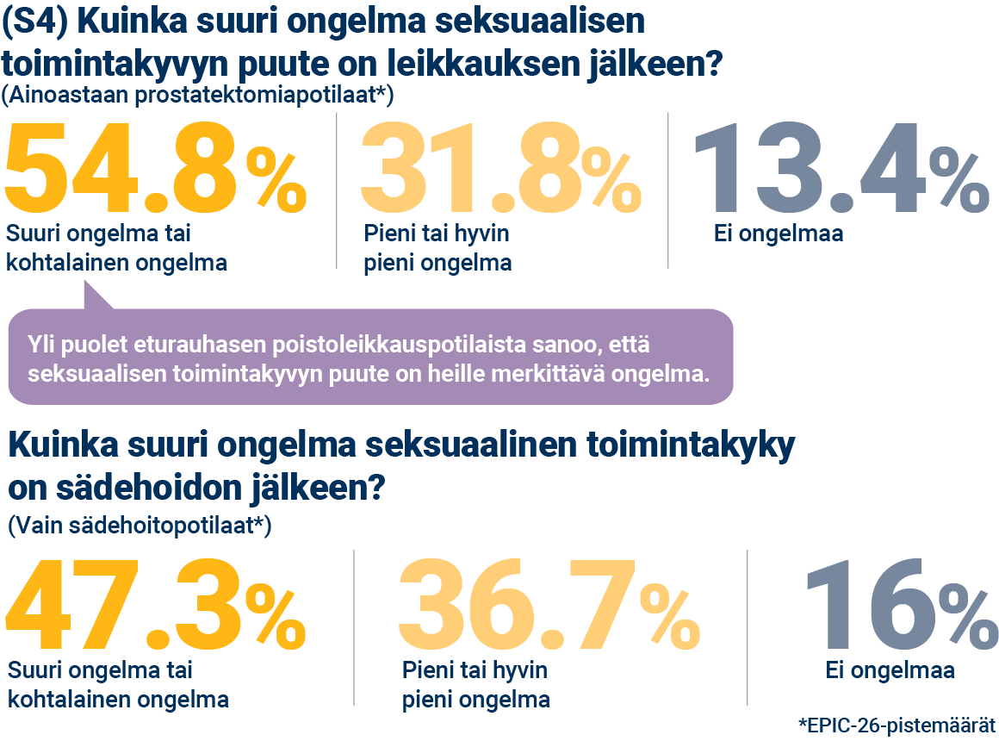 (S4) Kuinka suuri ongelma seksuaalisen
toimintakyvyn puute on leikkauksen jälkeen?
(Ainoastaan prostatektomiapotilaat*)
54.8% 31.8% 13.4%
Suuri ongelma tai Pieni tai hyvin Ei ongelmaa
kohtalainen ongelma pieni ongelma
Yli puolet eturauhasen poistoleikkauspotilaista sanoo, että
seksuaalisen toimintakyvyn puute on heille merkittävä ongelma.
Kuinka suuri ongelma seksuaalinen toimintakyky
on sädehoidon jälkeen?
(Vain sädehoitopotilaat*)
47.3% 36.7% 16%
Suuri ongelma tai Pieni tai hyvin Ei ongelmaa
kohtalainen ongelma pieni ongelma
*EPIC-26-pistemäärät